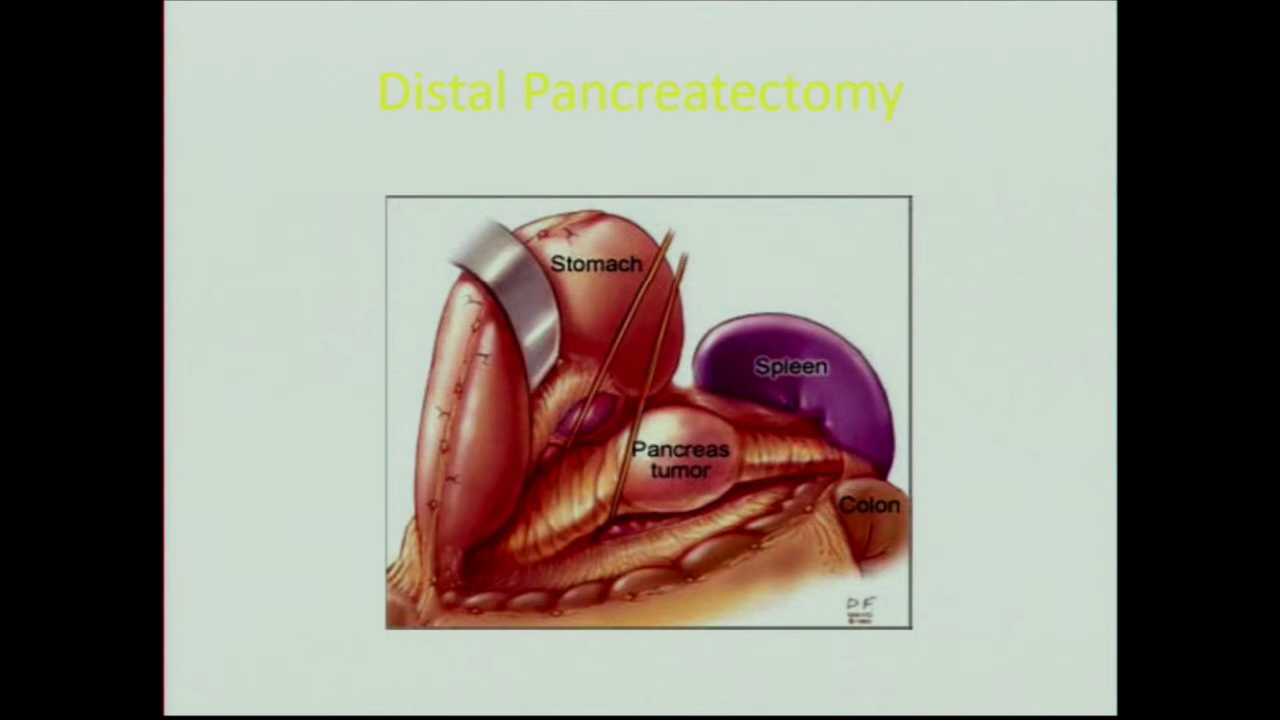 Distal Pancreatectomy
Stomach
Spleen
Pancreas
tumor
Colon
DF